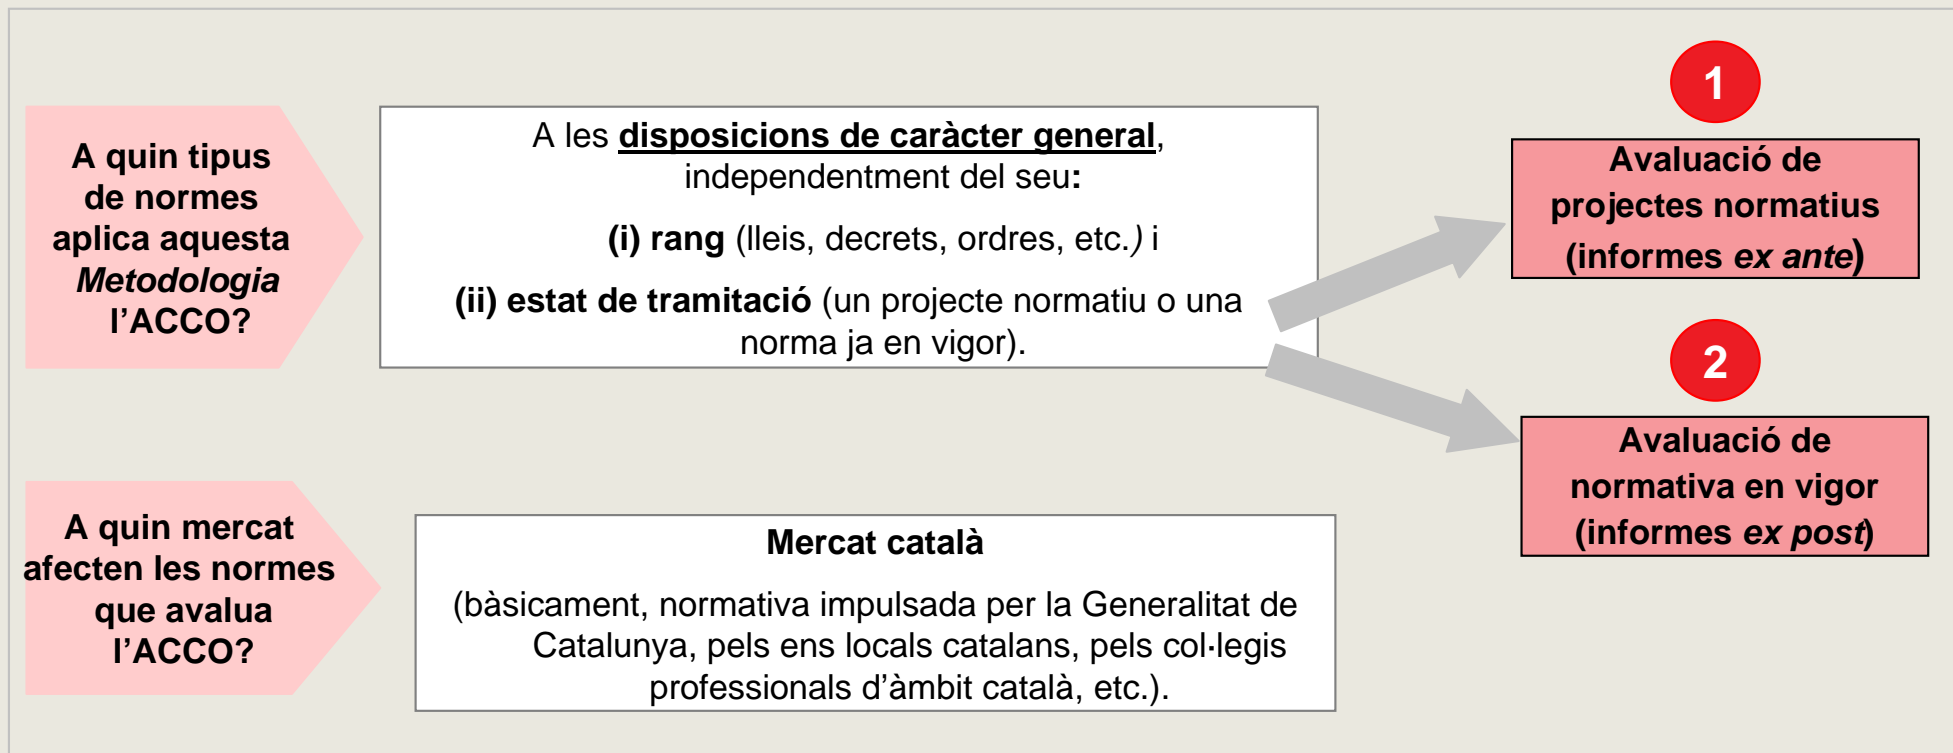 A quin tipus
de normes
aplica aquesta
Metodologia
l’ACCO?
A les disposicions de caràcter general,
independentment del seu:
(i) rang (lleis, decrets, ordres, etc.) i
(ii) estat de tramitació (un projecte normatiu o una
norma ja en vigor).
1
Avaluació de
projectes normatius
(informes ex ante)
2
Avaluació de
normativa en vigor
(informes ex post)
A quin mercat
afecten les normes
que avalua
l’ACCO?
Mercat català
(bàsicament, normativa impulsada per la Generalitat de
Catalunya, pels ens locals catalans, pels col·legis
professionals d’àmbit català, etc.).